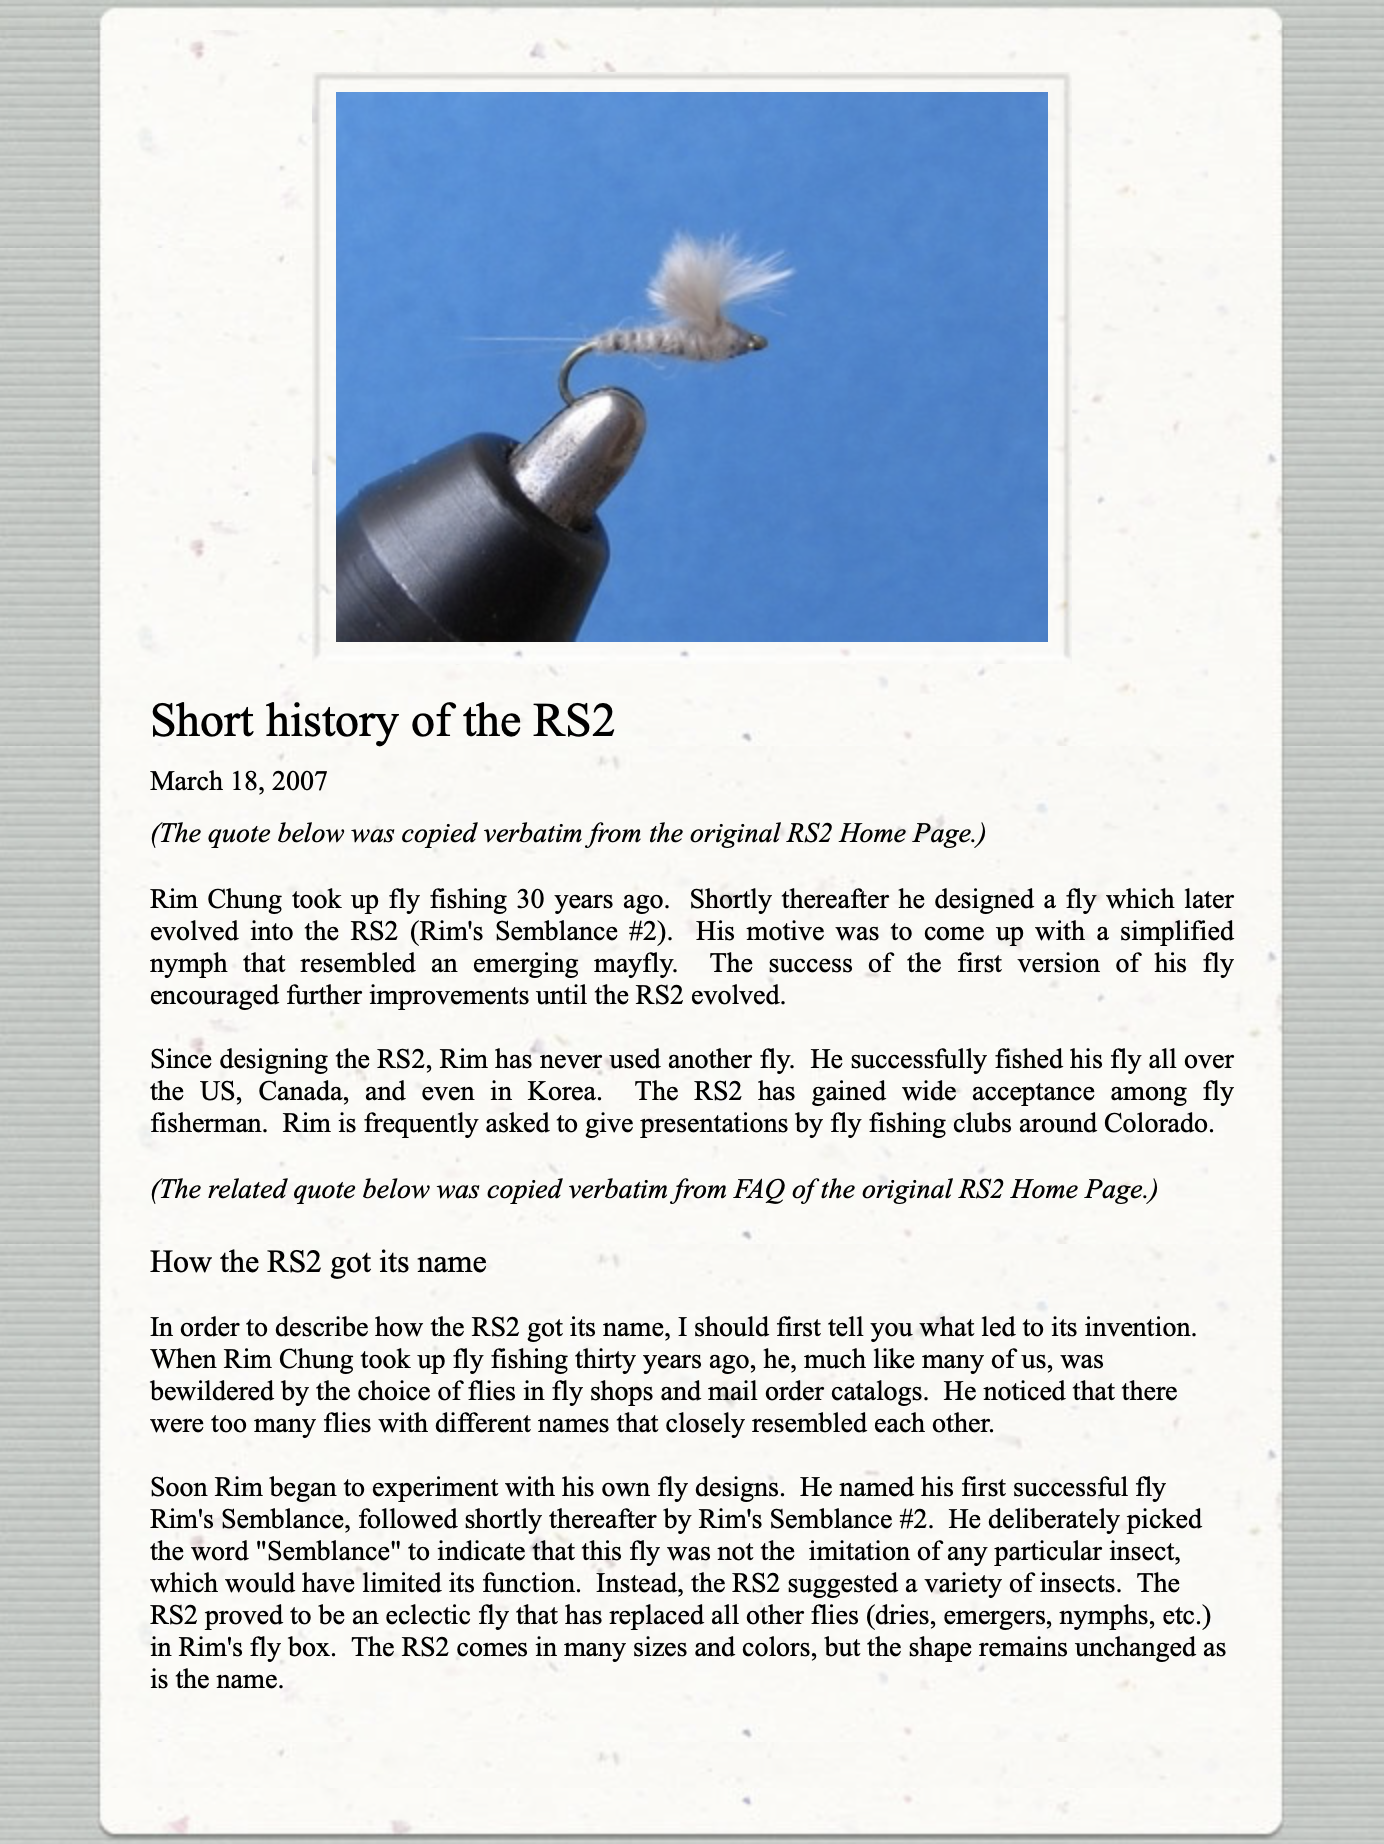 Short history of the RS2
March 18, 2007
(The quote below was copied verbatim from the original RS2 Home Page.)
Rim Chung took up fly fishing 30 years ago.  Shortly thereafter he designed a fly which later
evolved into the RS2 (Rim's Semblance #2).  His motive was to come up with a simplified
nymph that resembled an emerging mayfly.  The success of the first version of his fly
encouraged further improvements until the RS2 evolved.
Since designing the RS2, Rim has never used another fly.  He successfully fished his fly all over
the US, Canada, and even in Korea.  The RS2 has gained wide acceptance among fly
fisherman.  Rim is frequently asked to give presentations by fly fishing clubs around Colorado.
(The related quote below was copied verbatim from FAQ of the original RS2 Home Page.)
How the RS2 got its name
In order to describe how the RS2 got its name, I should first tell you what led to its invention.
When Rim Chung took up fly fishing thirty years ago, he, much like many of us, was
bewildered by the choice of flies in fly shops and mail order catalogs.  He noticed that there
were too many flies with different names that closely resembled each other.
Soon Rim began to experiment with his own fly designs.  He named his first successful fly
Rim's Semblance, followed shortly thereafter by Rim's Semblance #2.  He deliberately picked
the word "Semblance" to indicate that this fly was not the  imitation of any particular insect,
which would have limited its function.  Instead, the RS2 suggested a variety of insects.  The
RS2 proved to be an eclectic fly that has replaced all other flies (dries, emergers, nymphs, etc.)
in Rim's fly box.  The RS2 comes in many sizes and colors, but the shape remains unchanged as
is the name.